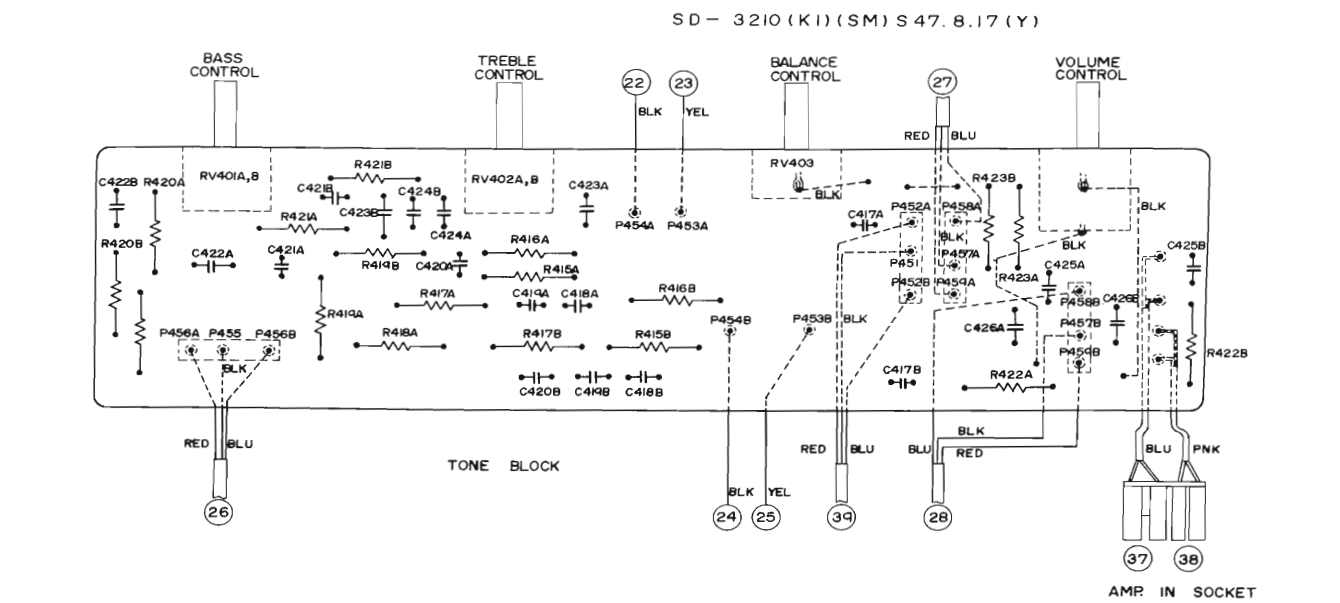 SD- 3210(K1)(SM)S47.8.17(Y)
BASS
CONTROL
TREBLE
CONTROL
22
23
BALANCE
CONTROL
27
VOLUME
CONTROL
BLK
YEL
RED
BLU
C422B
R420A
RV401A,B
R421B
C421B
C423B
C424B
RV402A,B
C423A
RV403
BLK
R423B
BLK
R421A
C424A
P454A
P453A
C417A
P452A
P458A
BLK
BLK
R420B
C422A
C421A
R419B
C420A
R416A
R415A
P451
P457A
R423A
C425A
C425B
R417A
C419A
C418A
R416B
P452B
P459A
P458B
C426B
R419A
BLK
P456A
P455
P456B
R418A
R417B
R415B
P454B
P453B
C426A
P457B
P459B
R422B
BLK
C420B
C419B
C418B
C417B
R422A
RED
BLU
TONE BLOCK
RED
BLU
BLU
BLK
RED
BLU
PNK
BLK
YEL
26
24
25
39
28
37
38
AMP. IN SOCKET